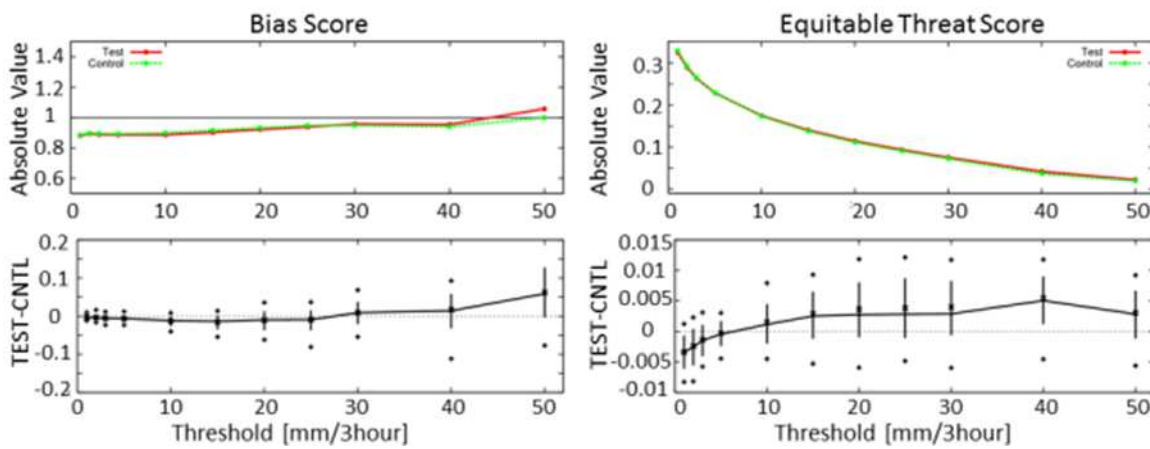 Bias Score
Equitable Threat Score
Absolute Value
1.4
1.2
1
0.8
0.6
Test
Control
0 10 20 30 40 50
Absolute Value
0.3
0.2
0.1
0
Test
Control
0 10 20 30 40 50
TEST-CNTL
0.2
0.1
0
-0.1
-0.2
0 10 20 30 40 50
Threshold [mm/3hour]
TEST-CNTL
0.015
0.01
0.005
0
-0.005
-0.01
0 10 20 30 40 50
Threshold [mm/3hour]